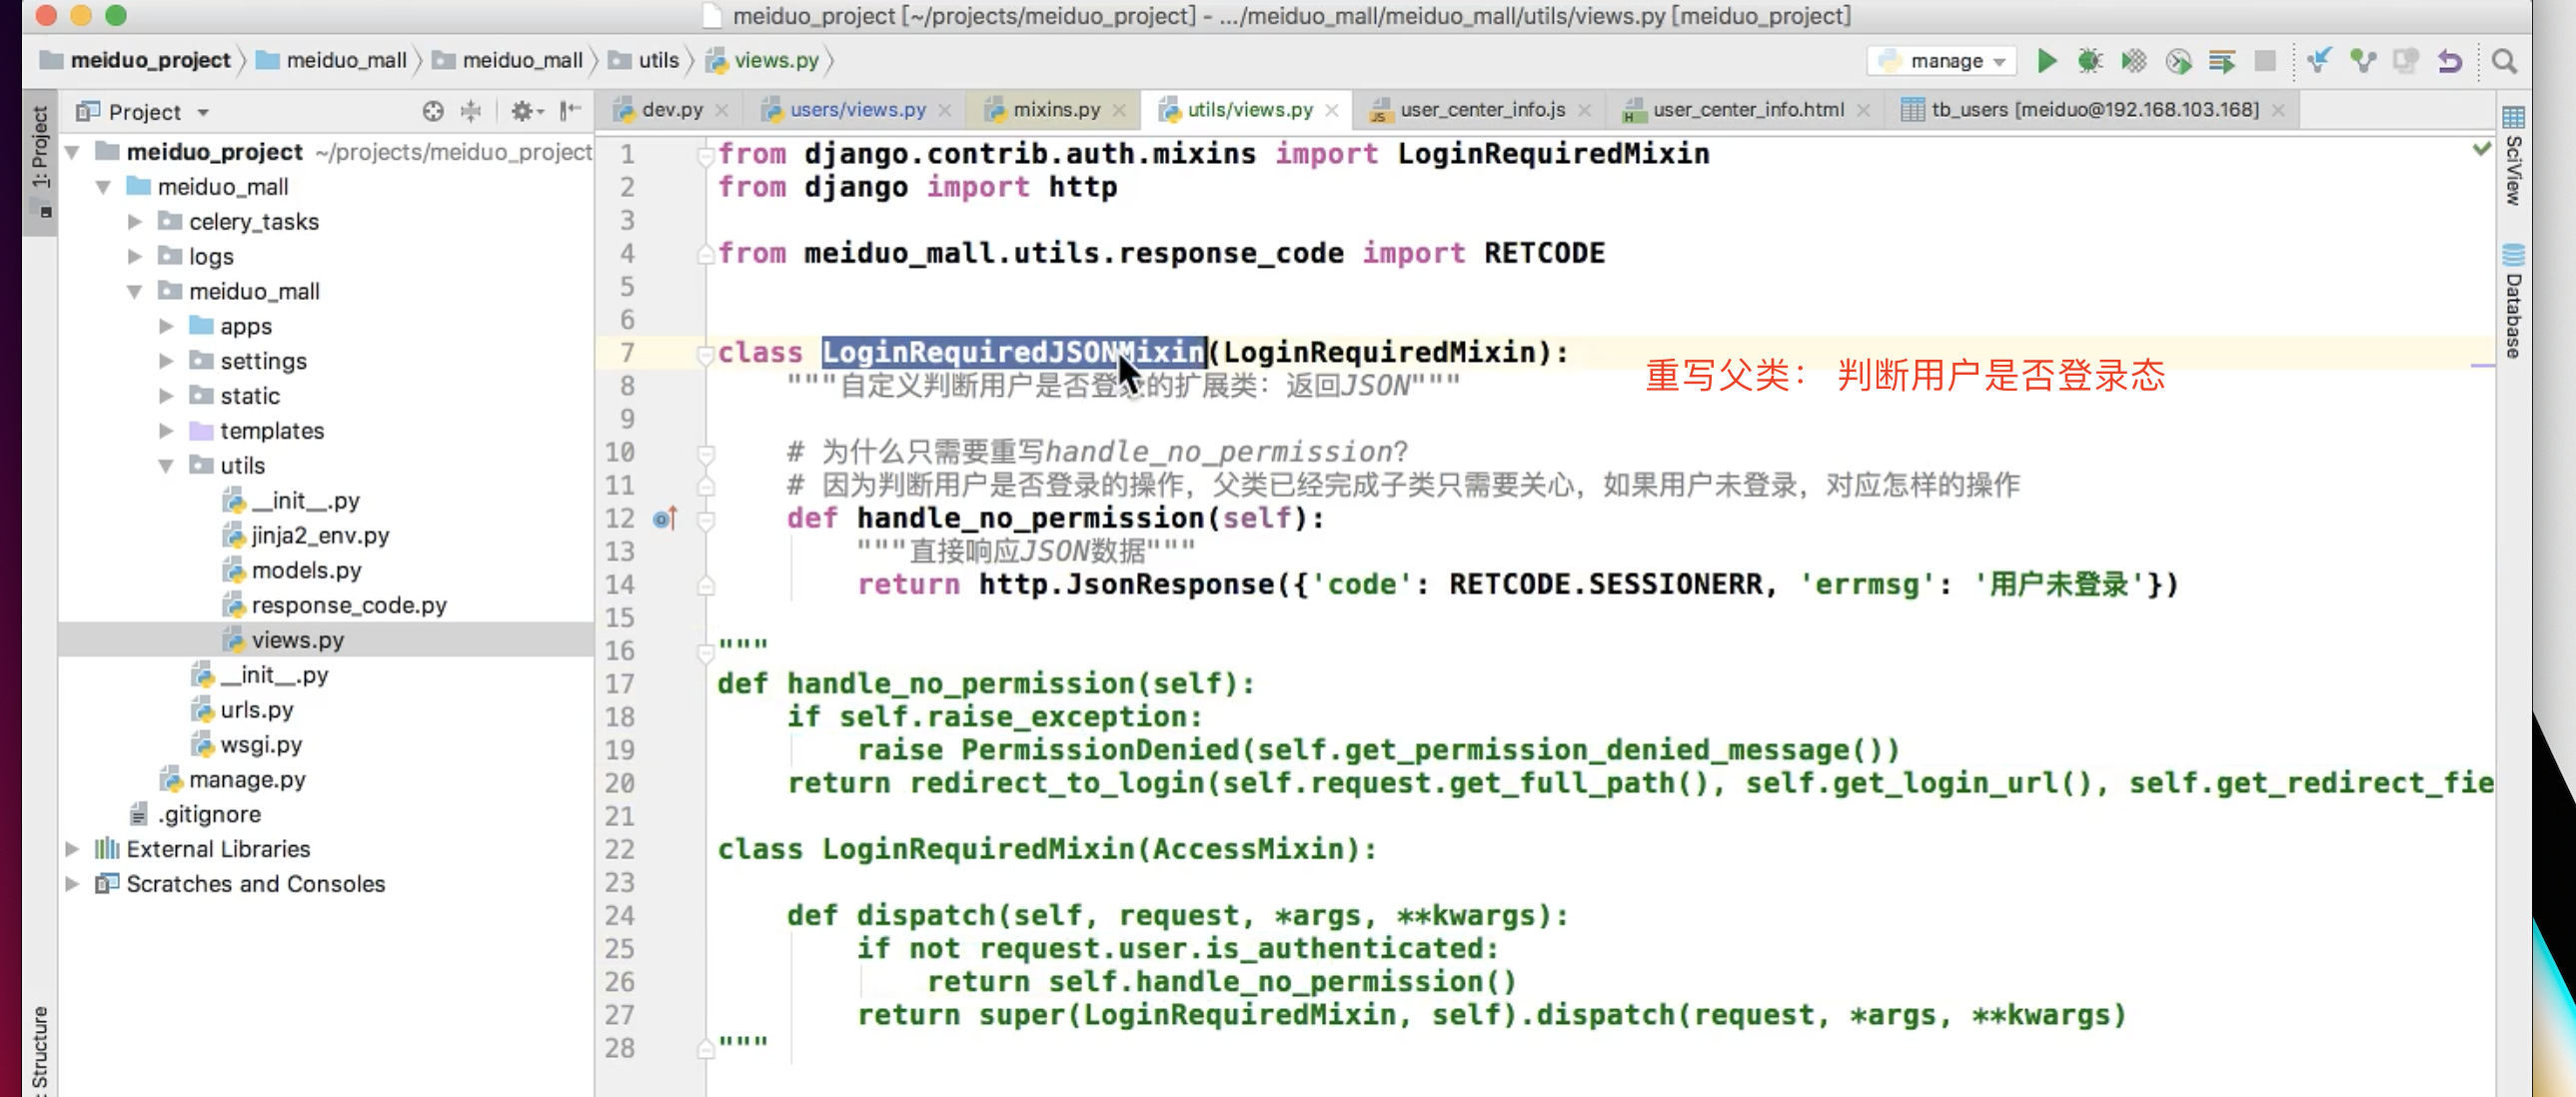 meiduo_project [~/projects/meiduo_project] - .../meiduo_mall/meiduo_mall/utils/views.py [meiduo_project]
meiduo_project meiduo_mall meiduo_mall utils views.py manage
1: Project
Project
dev.py users/views.py mixins.py utils/views.py user_center_info.js user_center_info.html tb_users [meiduo@192.168.103.168]
meiduo_project ~/projects/meiduo_project
meiduo_mall
celery_tasks
logs
meiduo_mall
apps
settings
static
templates
utils
__init__.py
jinja2_env.py
models.py
response_code.py
views.py
__init__.py
urls.py
wsgi.py
manage.py
.gitignore
External Libraries
Scratches and Consoles
Structure
1 from django.contrib.auth.mixins import LoginRequiredMixin
2 from django import http
3
4 from meiduo_mall.utils.response_code import RETCODE
5
6
7 class LoginRequiredJSONMixin(LoginRequiredMixin):
重写父类： 判断用户是否登录态
8 """自定义判断用户是否登录的扩展类：返回JSON"""
9
10 # 为什么只需要重写handle_no_permission?
11 # 因为判断用户是否登录的操作，父类已经完成子类只需要关心，如果用户未登录，对应怎样的操作
12 def handle_no_permission(self):
13 """直接响应JSON数据"""
14 return http.JsonResponse({'code': RETCODE.SESSIONERR, 'errmsg': '用户未登录'})
15
16 """
17 def handle_no_permission(self):
18 if self.raise_exception:
19 raise PermissionDenied(self.get_permission_denied_message())
20 return redirect_to_login(self.request.get_full_path(), self.get_login_url(), self.get_redirect_fie
21
22 class LoginRequiredMixin(AccessMixin):
23
24 def dispatch(self, request, *args, **kwargs):
25 if not request.user.is_authenticated:
26 return self.handle_no_permission()
27 return super(LoginRequiredMixin, self).dispatch(request, *args, **kwargs)
28 """
SciView
Database